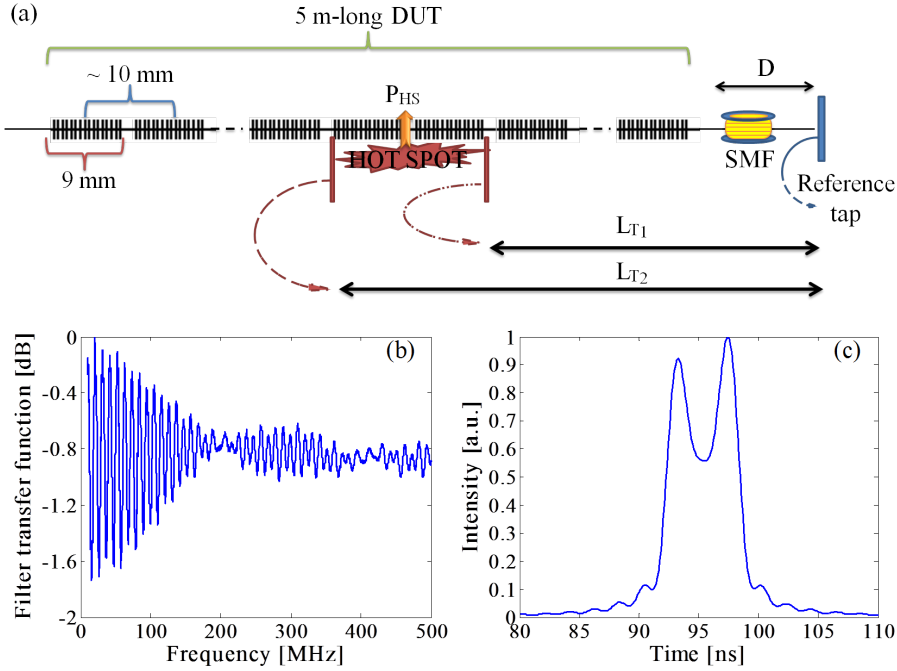 (a)
5 m-long DUT
~ 10 mm
D
P_HS
HOT SPOT
SMF
9 mm
Reference
tap
L_T1
L_T2
(b)
0
-0.4
-0.8
-1.2
-1.6
-2
Filter transfer function [dB]
0 100 200 300 400 500
Frequency [MHz]
(c)
1
0.9
0.8
0.7
0.6
0.5
0.4
0.3
0.2
0.1
0
Intensity [a.u.]
80 85 90 95 100 105 110
Time [ns]